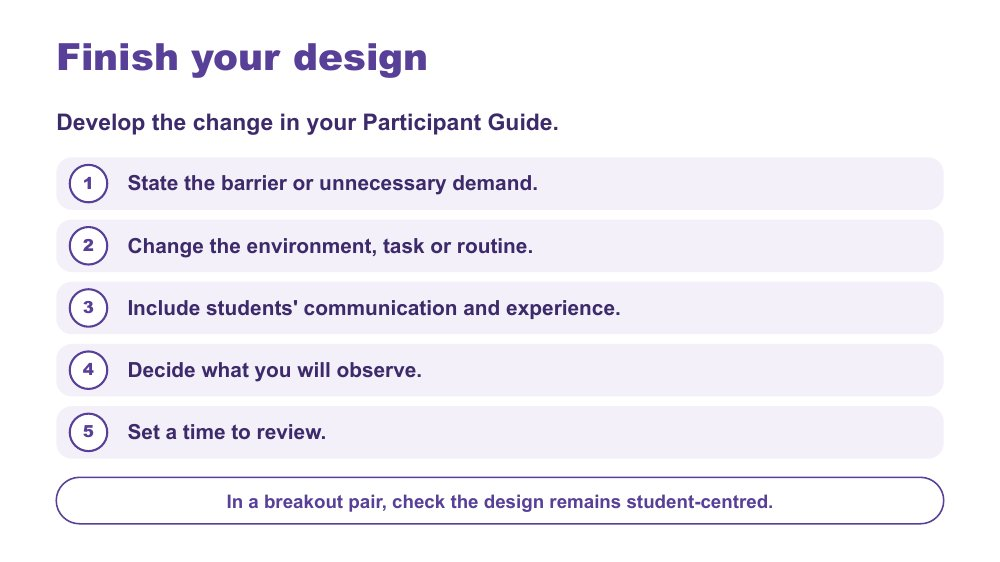 Finish your design
Develop the change in your Participant Guide.
1 State the barrier or unnecessary demand.
2 Change the environment, task or routine.
3 Include students' communication and experience.
4 Decide what you will observe.
5 Set a time to review.
In a breakout pair, check the design remains student-centred.